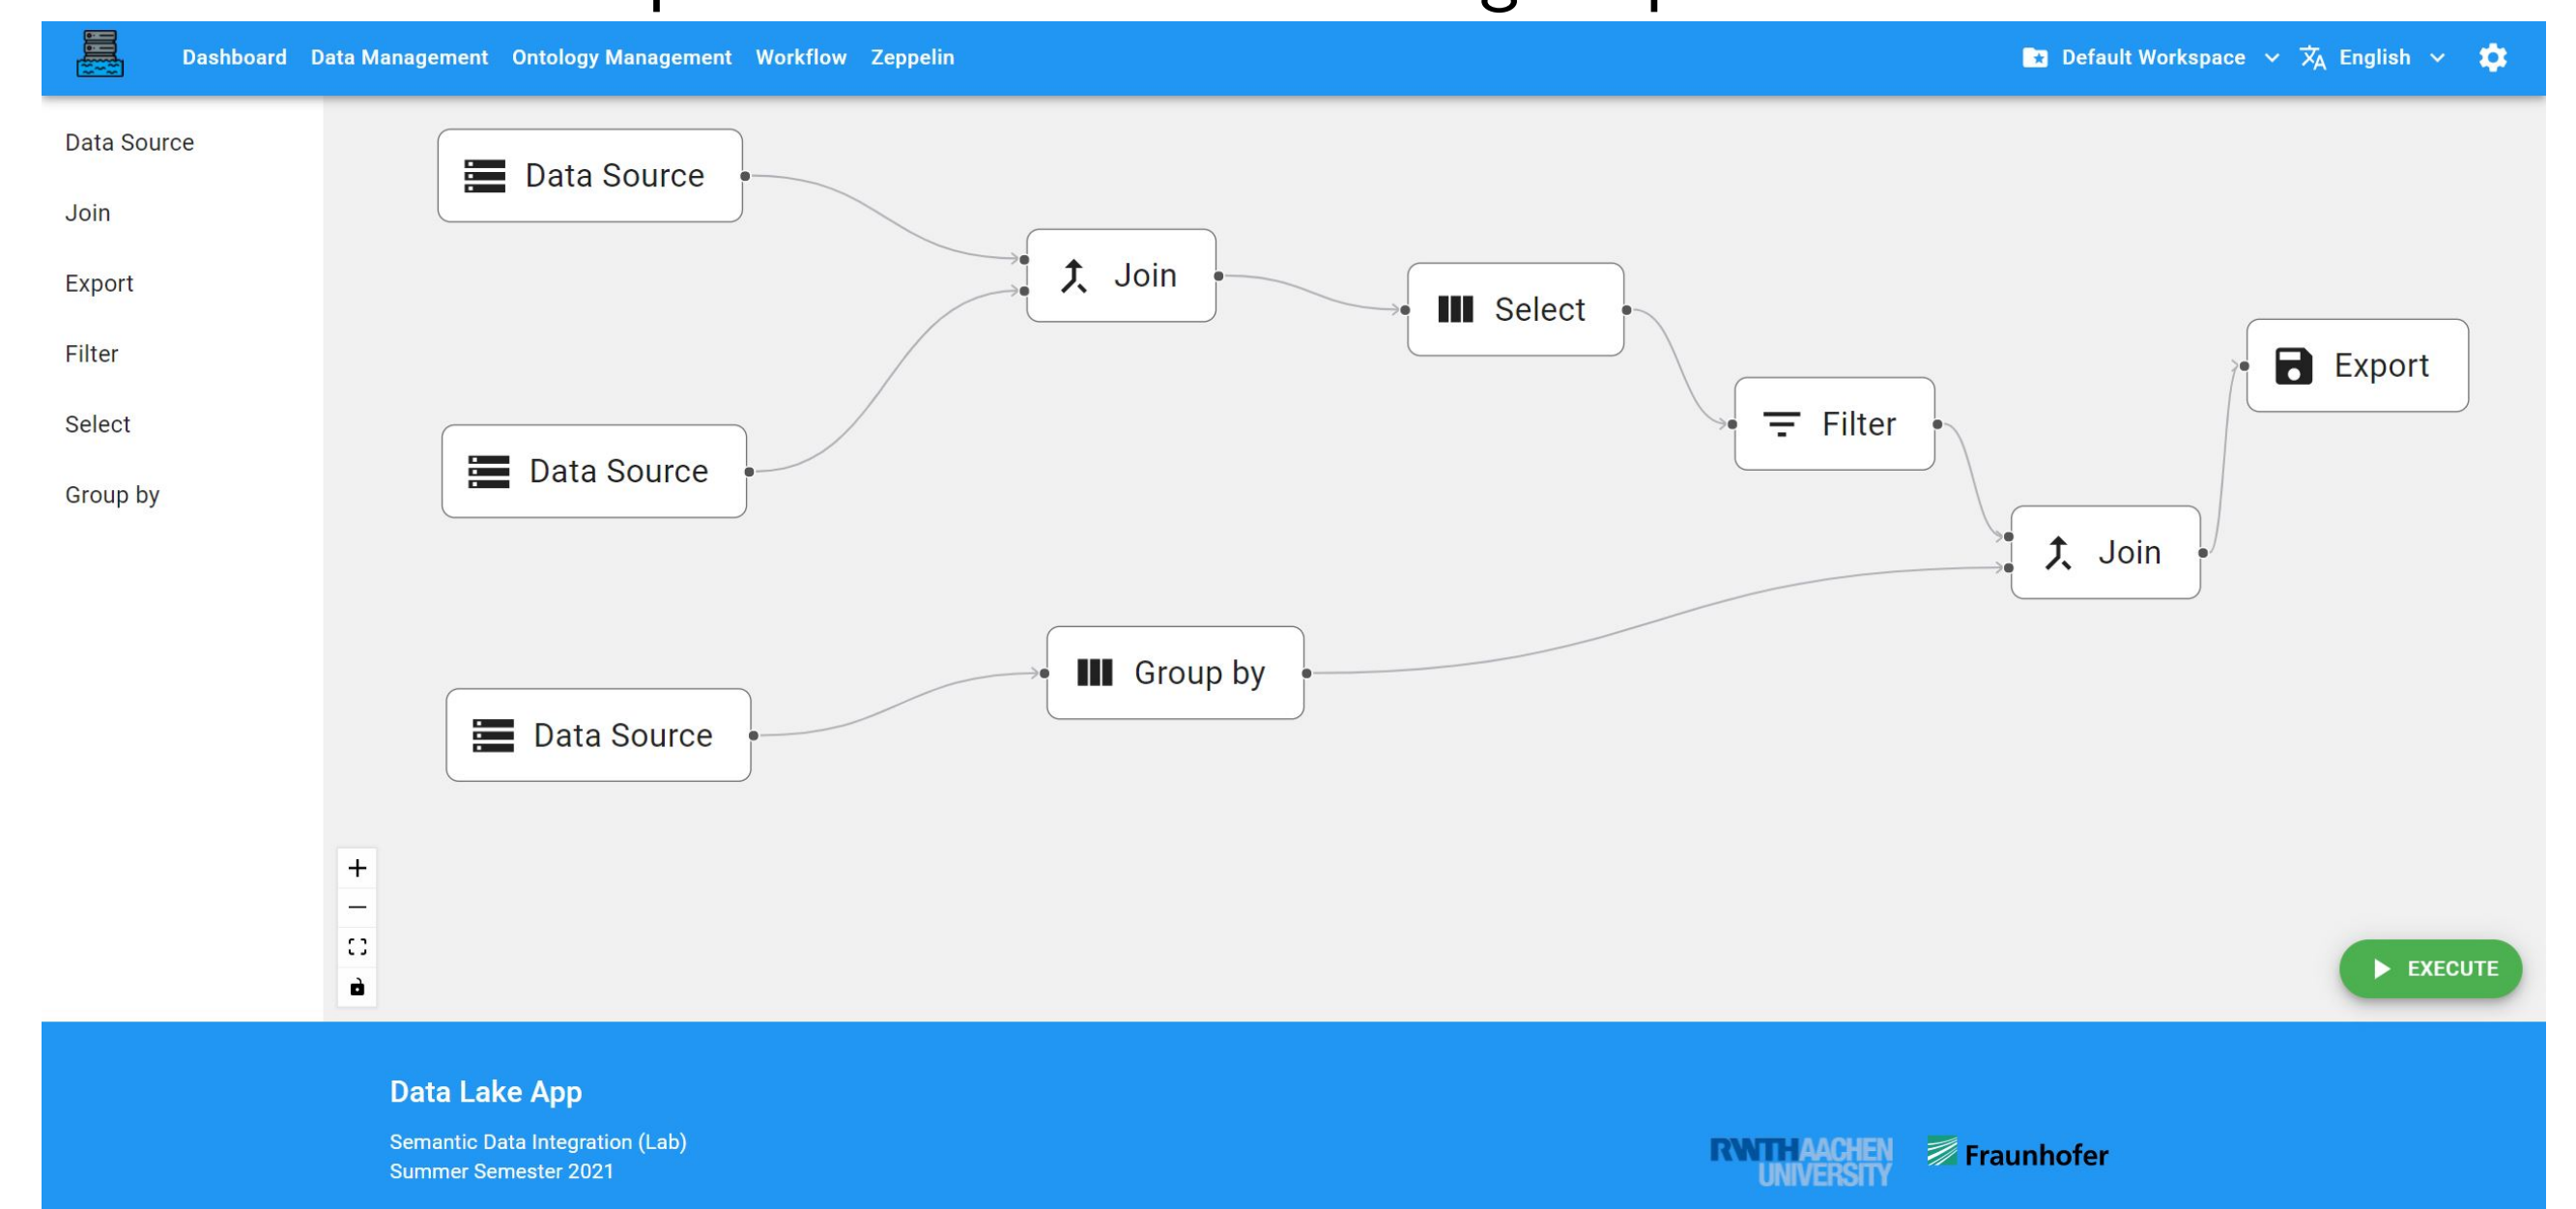 Dashboard Data Management Ontology Management Workflow Zeppelin Default Workspace English
Data Source
Join
Export
Filter
Select
Group by
Data Source
Join
Select
Export
Filter
Data Source
Join
Group by
Data Source
EXECUTE
Data Lake App
Semantic Data Integration (Lab)
Summer Semester 2021
RWTH AACHEN
UNIVERSITY
Fraunhofer